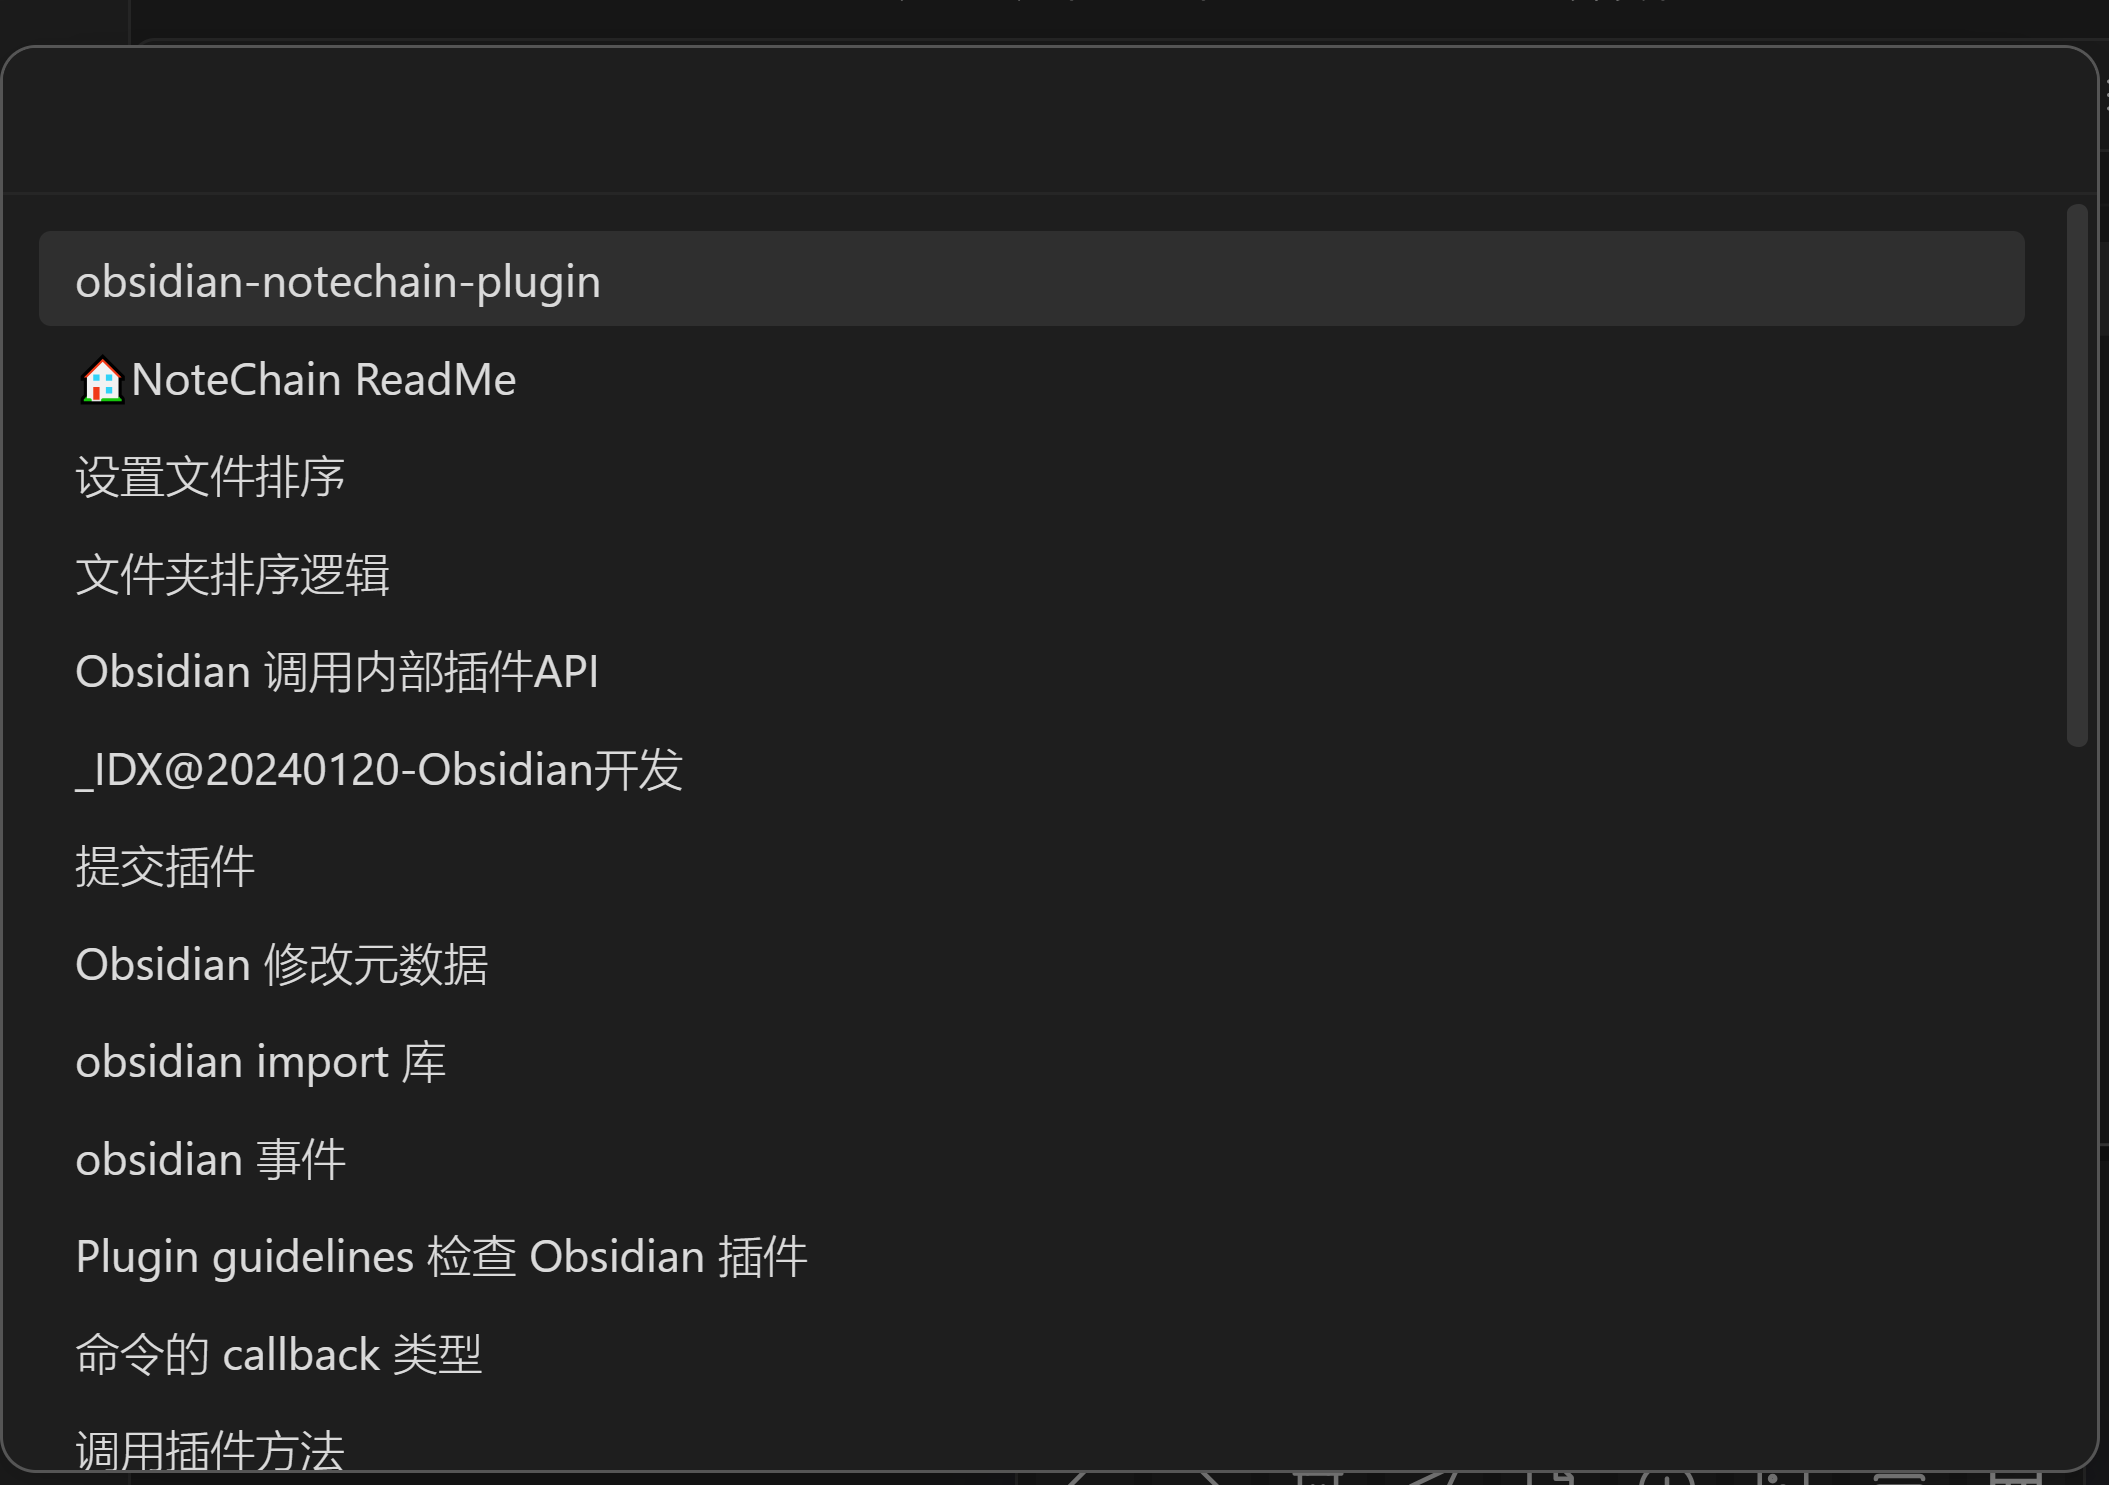 obsidian-notechain-plugin
🏠NoteChain ReadMe
设置文件排序
文件夹排序逻辑
Obsidian 调用内部插件API
_IDX@20240120-Obsidian开发
提交插件
Obsidian 修改元数据
obsidian import 库
obsidian 事件
Plugin guidelines 检查 Obsidian 插件
命令的 callback 类型
调用插件方法